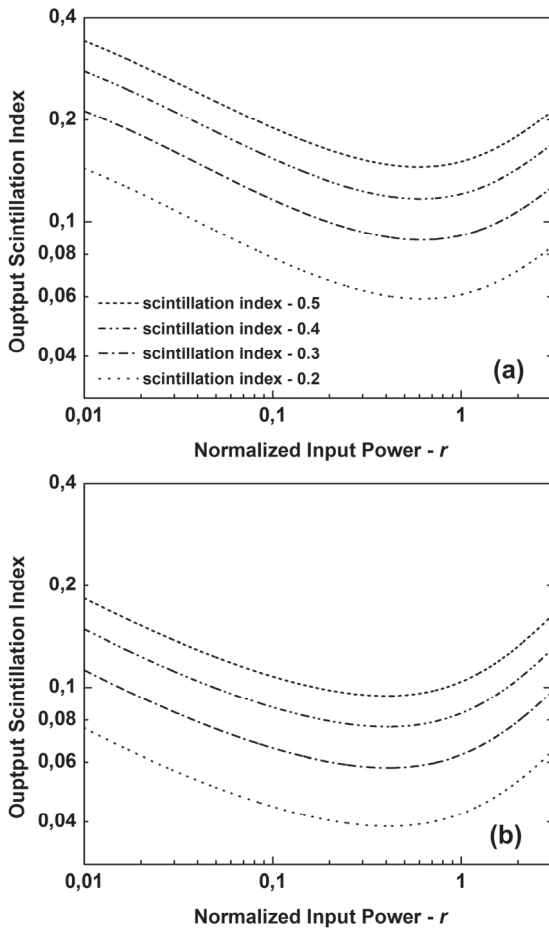 0,4
0,2
0,1
0,08
0,06
0,04
Ouptput Scintillation Index
scintillation index - 0.5
scintillation index - 0.4
scintillation index - 0.3
scintillation index - 0.2
(a)
0,01
0,1
1
Normalized Input Power - r
0,4
0,2
0,1
0,08
0,06
0,04
Ouptput Scintillation Index
(b)
0,01
0,1
1
Normalized Input Power - r